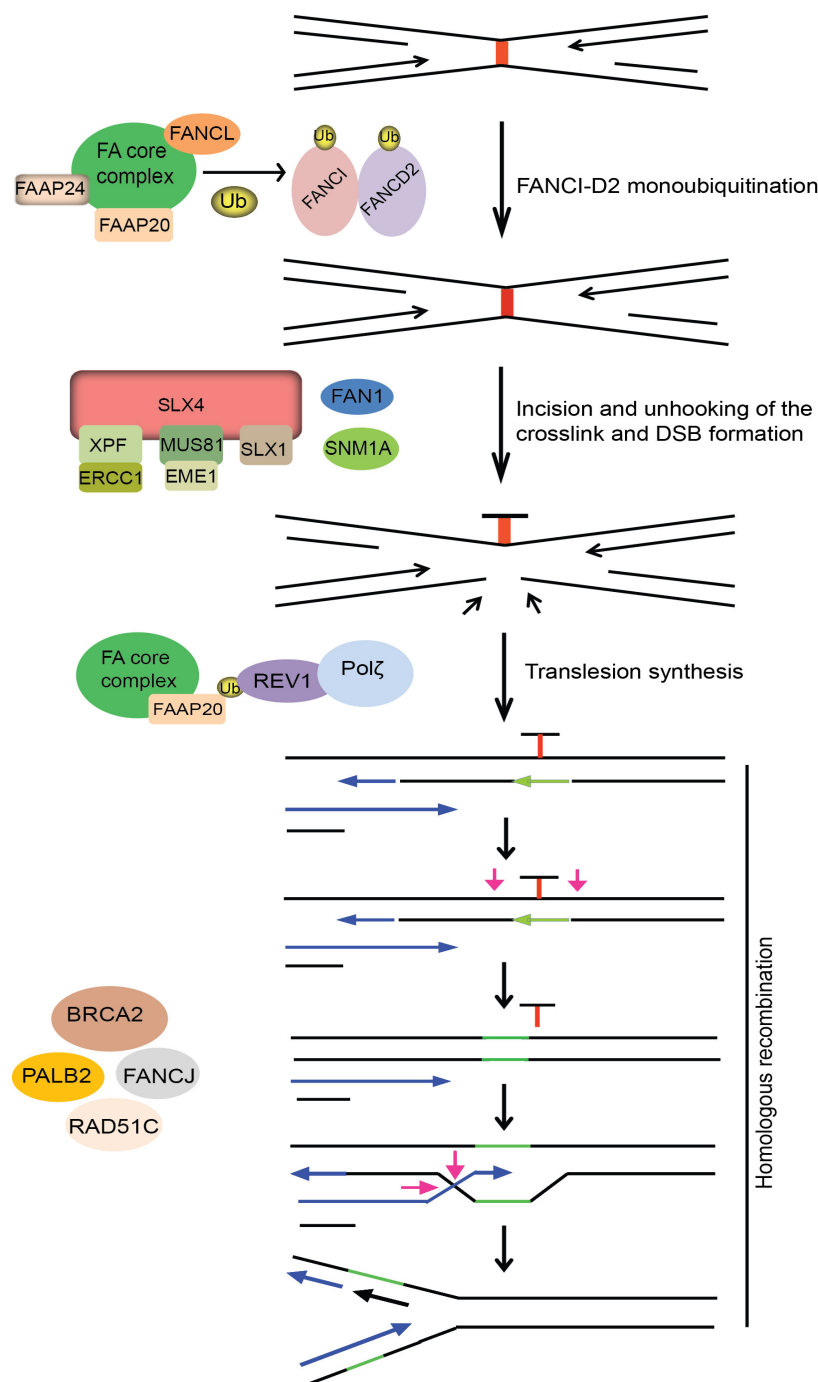 FANCL
FA core
complex
FAAP24
FAAP20
Ub
Ub
Ub
FANCI
FANCD2
FANCI-D2 monoubiquitination
SLX4
XPF
MUS81
SLX1
ERCC1
EME1
FAN1
SNM1A
Incision and unhooking of the
crosslink and DSB formation
FA core
complex
FAAP20
Ub
REV1
Polζ
Translesion synthesis
BRCA2
PALB2
FANCJ
RAD51C
Homologous recombination